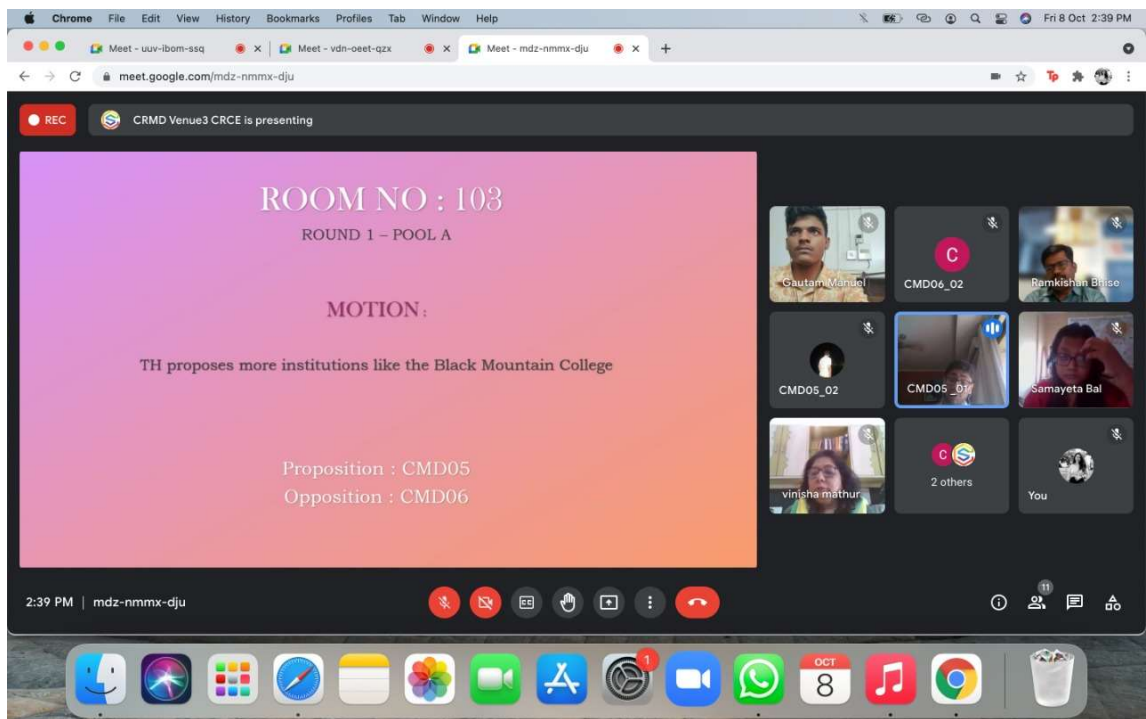 Chrome File Edit View History Bookmarks Profiles Tab Window Help Fri 8 Oct 2:39 PM
Meet - uuv-ibom-ssq Meet - vdn-oeet-qzx Meet - mdz-nmmx-dju
meet.google.com/mdz-nmmx-dju Tp
REC CRMD Venue3 CRCE is presenting
ROOM NO : 103
ROUND 1 – POOL A
MOTION :
TH proposes more institutions like the Black Mountain College
Proposition : CMD05
Opposition : CMD06
C
Gautam Manuel CMD06_02 Ramkishan Bhise
CMD05_02 CMD05_01 Samayeta Bal
C S
vinisha mathur 2 others You
2:39 PM | mdz-nmmx-dju CC 11
1 OCT
8